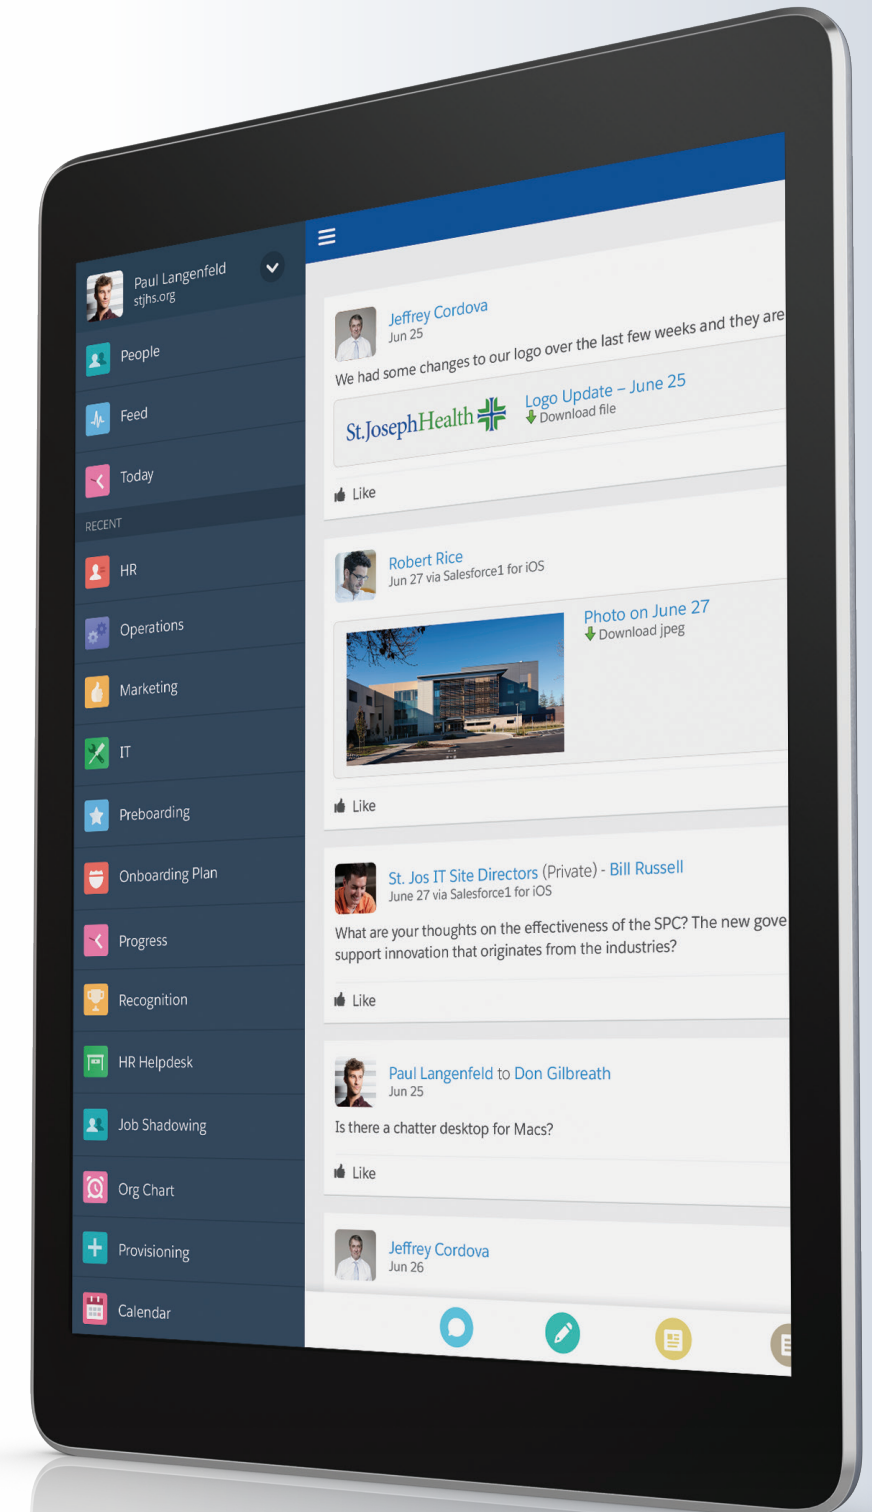 Paul Langenfeld
stjhs.org
People
Feed
Today
RECENT
HR
Operations
Marketing
IT
Preboarding
Onboarding Plan
Progress
Recognition
HR Helpdesk
Job Shadowing
Org Chart
Provisioning
Calendar
Jeffrey Cordova
Jun 25
We had some changes to our logo over the last few weeks and they are
St.JosephHealth
Logo Update – June 25
Download file
Like
Robert Rice
Jun 27 via Salesforce1 for iOS
Photo on June 27
Download jpeg
Like
St. Jos IT Site Directors (Private) - Bill Russell
June 27 via Salesforce1 for iOS
What are your thoughts on the effectiveness of the SPC? The new gove
support innovation that originates from the industries?
Like
Paul Langenfeld to Don Gilbreath
Jun 25
Is there a chatter desktop for Macs?
Like
Jeffrey Cordova
Jun 26